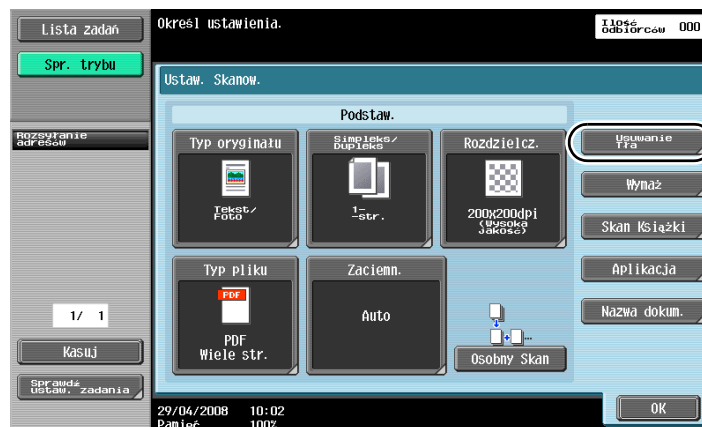 Lista zadań
Określ ustawienia.
Ilość
odbiorców 000
Spr. trybu
Ustaw. Skanow.
Podstaw.
Rozsyłanie
adresów
Typ oryginału
Simpleks/
Dupleks
Rozdzielcz.
Usuwanie
Tła
Tekst/
Foto
1-
-str.
200X200dpi
(Wysoka
Jakość)
Wymaż
Skan Książki
Typ pliku
Zaciemn.
Aplikacja
PDF
Auto
Nazwa dokum.
1/ 1
PDF
Wiele str.
Osobny Skan
Kasuj
Sprawdź
ustaw. zadania
OK
29/04/2008 10:02
Pamięć 100%